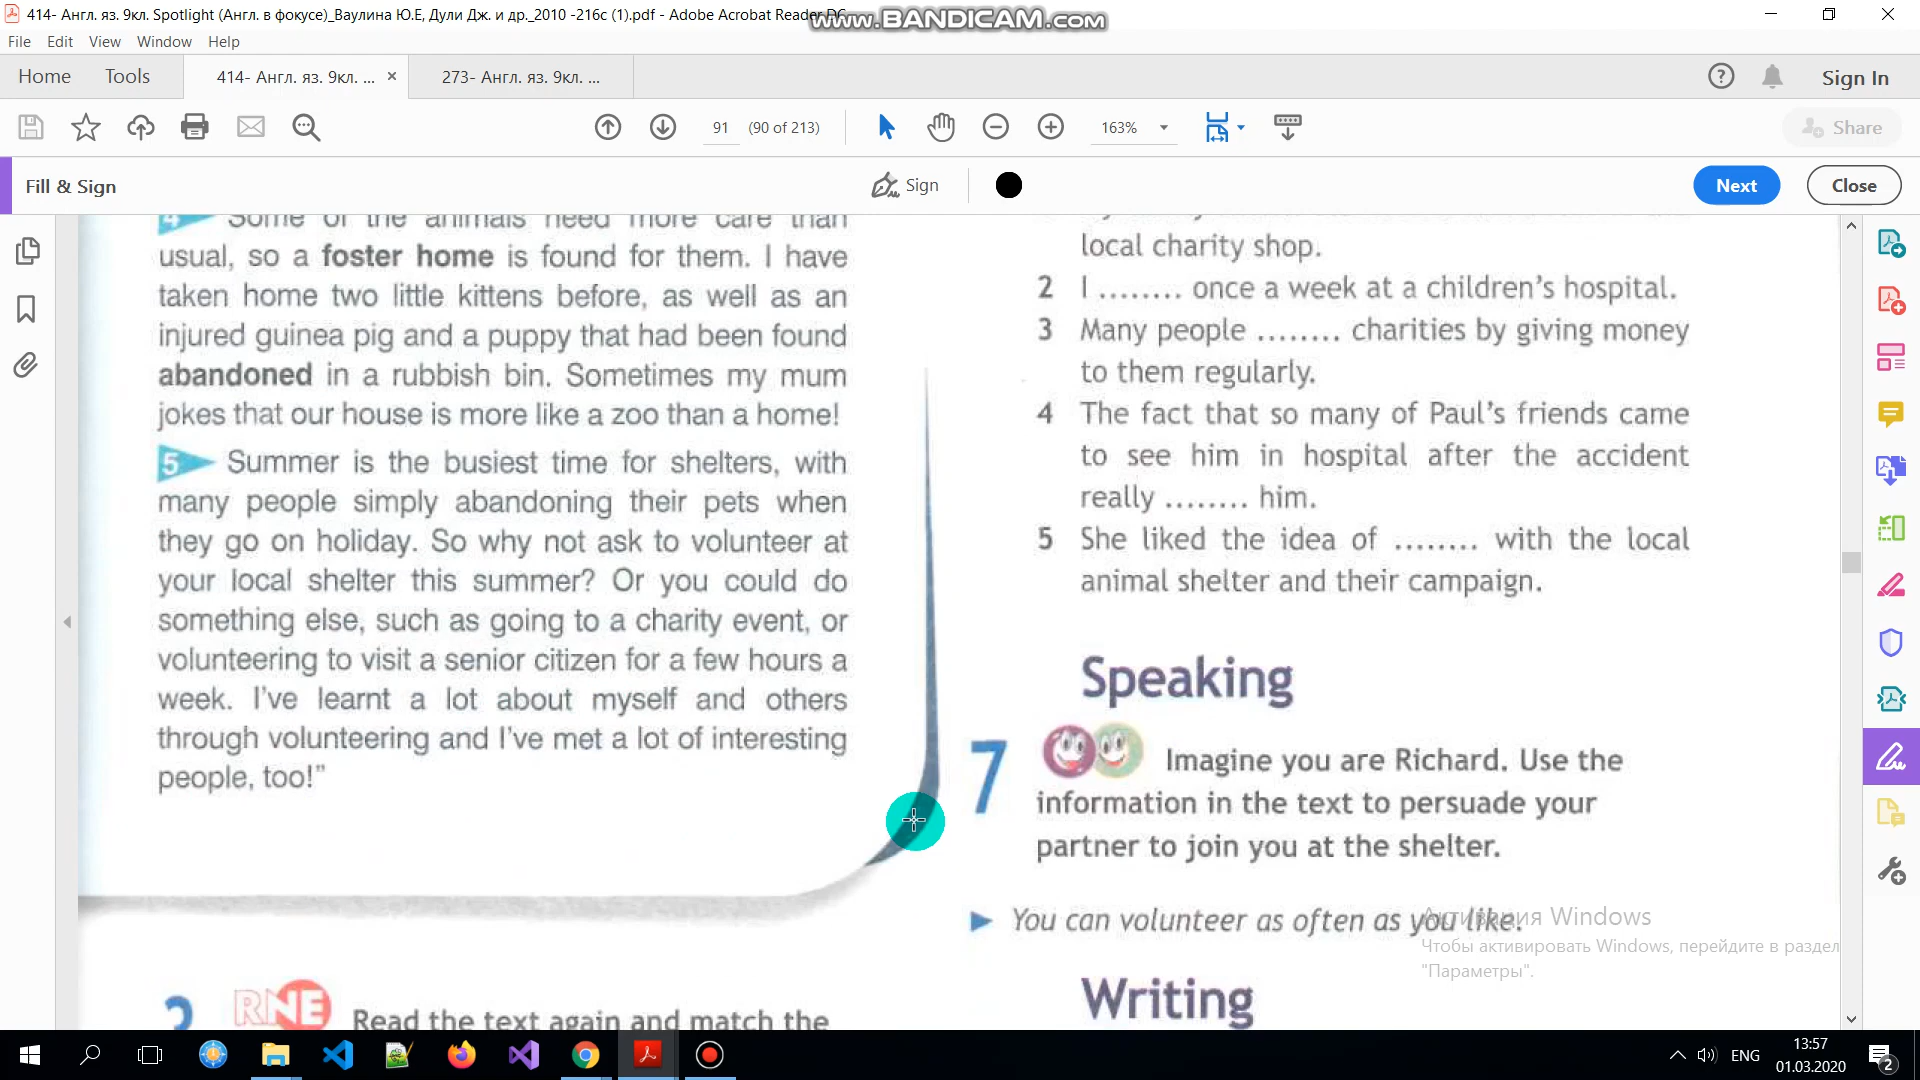 414- Англ. яз. 9кл. Spotlight (Англ. в фокусе)_Ваулина Ю.Е, Дули Дж. и др._2010 -216с (1).pdf - Adobe Acrobat Reader DC
www.BANDICAM.com
File Edit View Window Help
Home Tools 414- Англ. яз. 9кл. ... × 273- Англ. яз. 9кл. ... Sign In
91 (90 of 213) 163% Share
Fill & Sign Sign Next Close
4 Some of the animals need more care than
usual, so a foster home is found for them. I have
taken home two little kittens before, as well as an
injured guinea pig and a puppy that had been found
abandoned in a rubbish bin. Sometimes my mum
jokes that our house is more like a zoo than a home!
5 Summer is the busiest time for shelters, with
many people simply abandoning their pets when
they go on holiday. So why not ask to volunteer at
your local shelter this summer? Or you could do
something else, such as going to a charity event, or
volunteering to visit a senior citizen for a few hours a
week. I've learnt a lot about myself and others
through volunteering and I've met a lot of interesting
people, too!"
RNE Read the text again and match the
local charity shop.
2 I ........ once a week at a children's hospital.
3 Many people ........ charities by giving money
to them regularly.
4 The fact that so many of Paul's friends came
to see him in hospital after the accident
really ........ him.
5 She liked the idea of ........ with the local
animal shelter and their campaign.
Speaking
7 Imagine you are Richard. Use the
information in the text to persuade your
partner to join you at the shelter.
You can volunteer as often as you like.
Writing
Активация Windows
Чтобы активировать Windows, перейдите в раздел
"Параметры".
ENG
13:57
01.03.2020
2